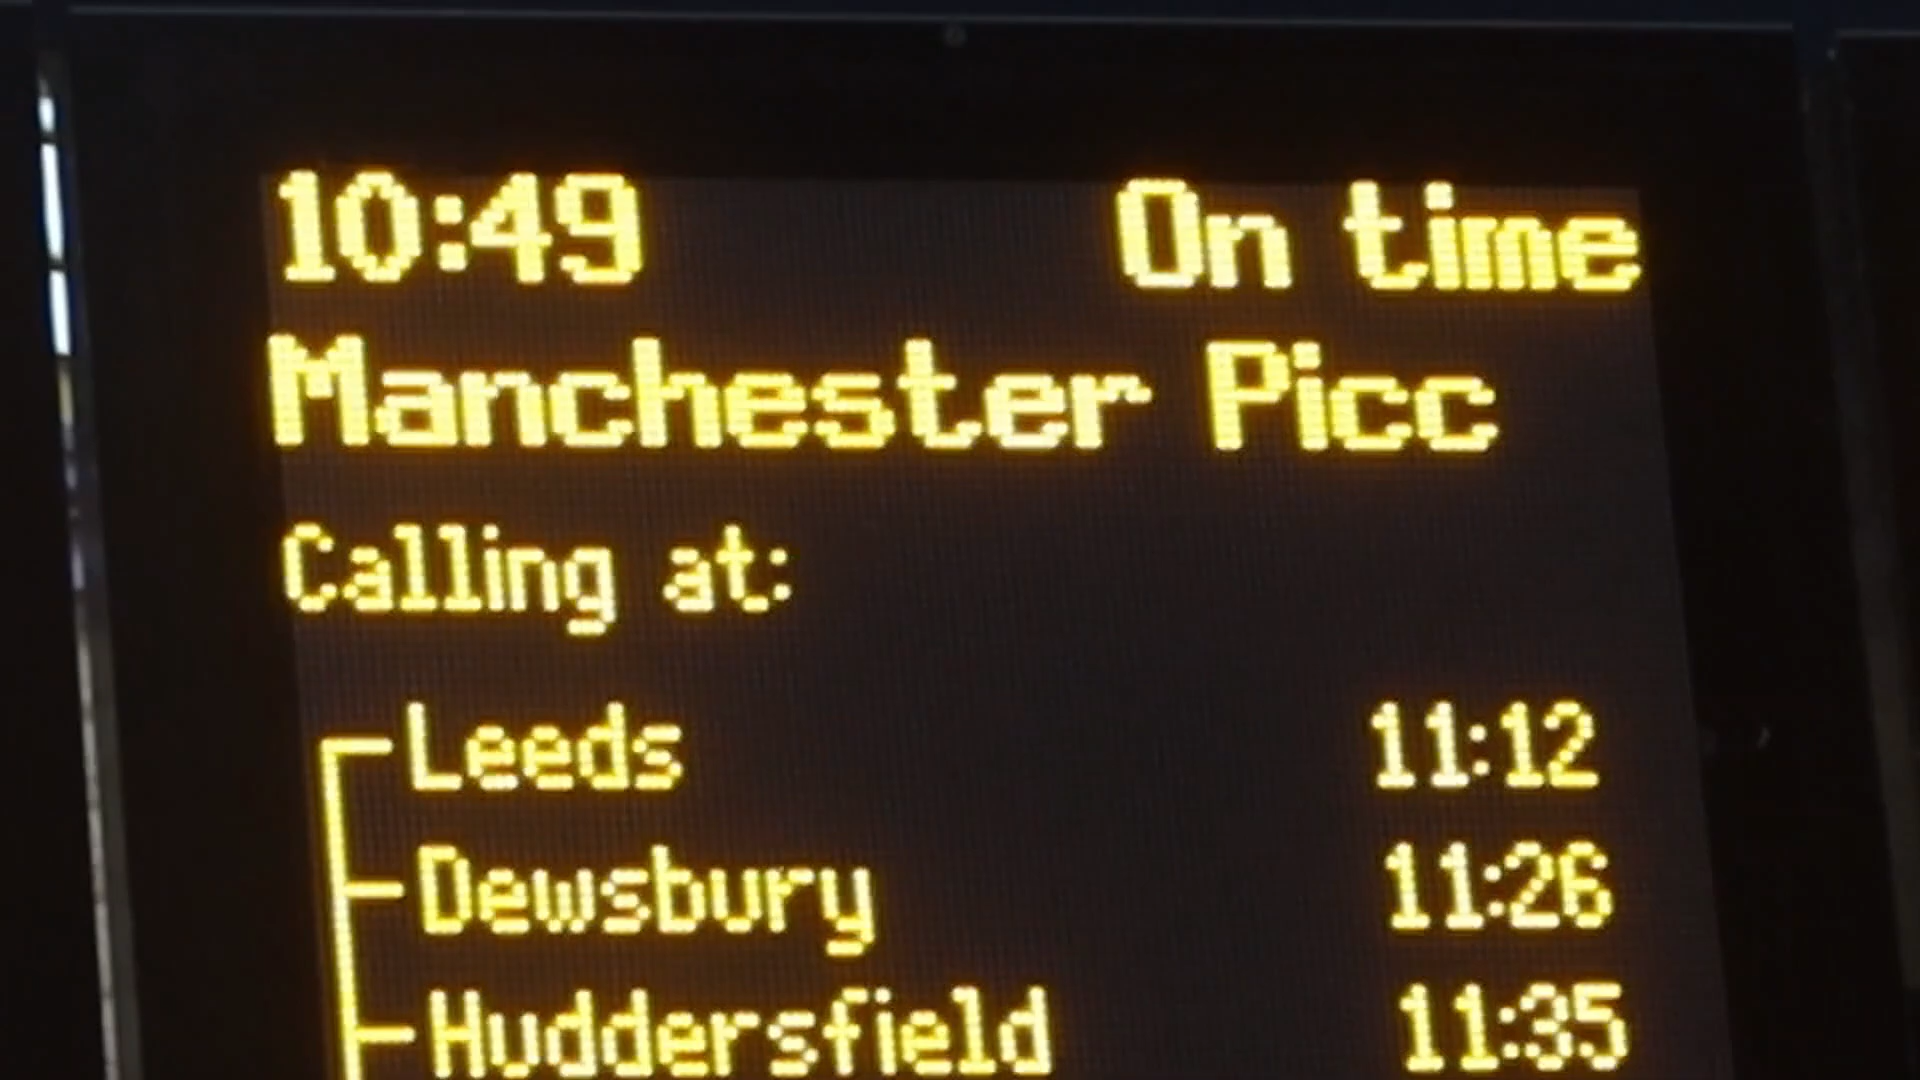 10:49 On time
Manchester Picc
Calling at:
Leeds 11:12
Dewsbury 11:26
Huddersfield 11:35